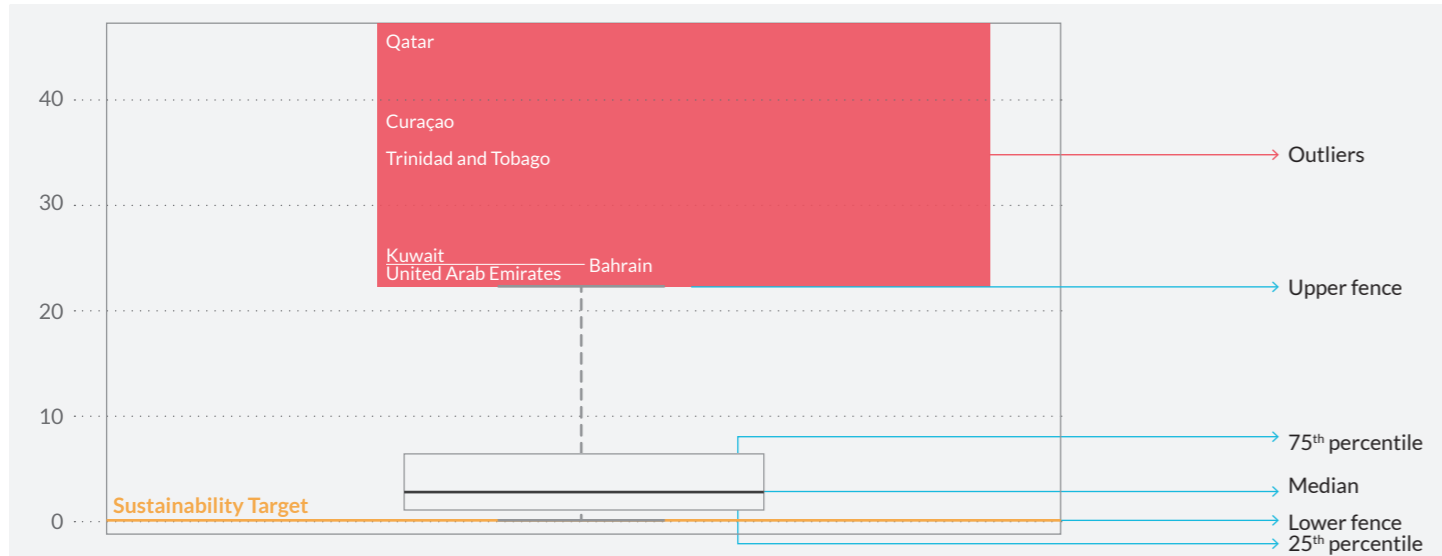 Qatar
40
Curaçao
Trinidad and Tobago
Outliers
30
Kuwait
Bahrain
United Arab Emirates
Upper fence
20
10
75th percentile
Median
Sustainability Target
0
Lower fence
25th percentile